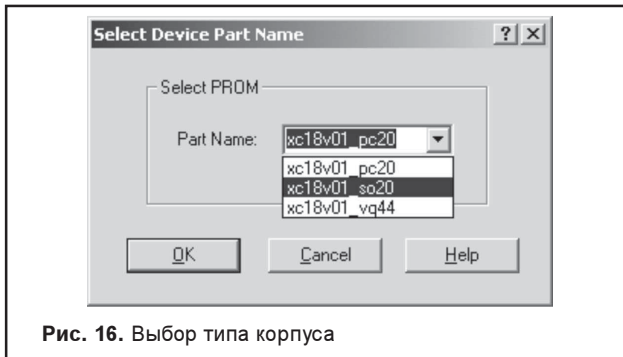 Select Device Part Name
Select PROM
Part Name:
xc18v01_pc20
xc18v01_pc20
xc18v01_so20
xc18v01_vq44
OK
Cancel
Help
Рис. 16. Выбор типа корпуса